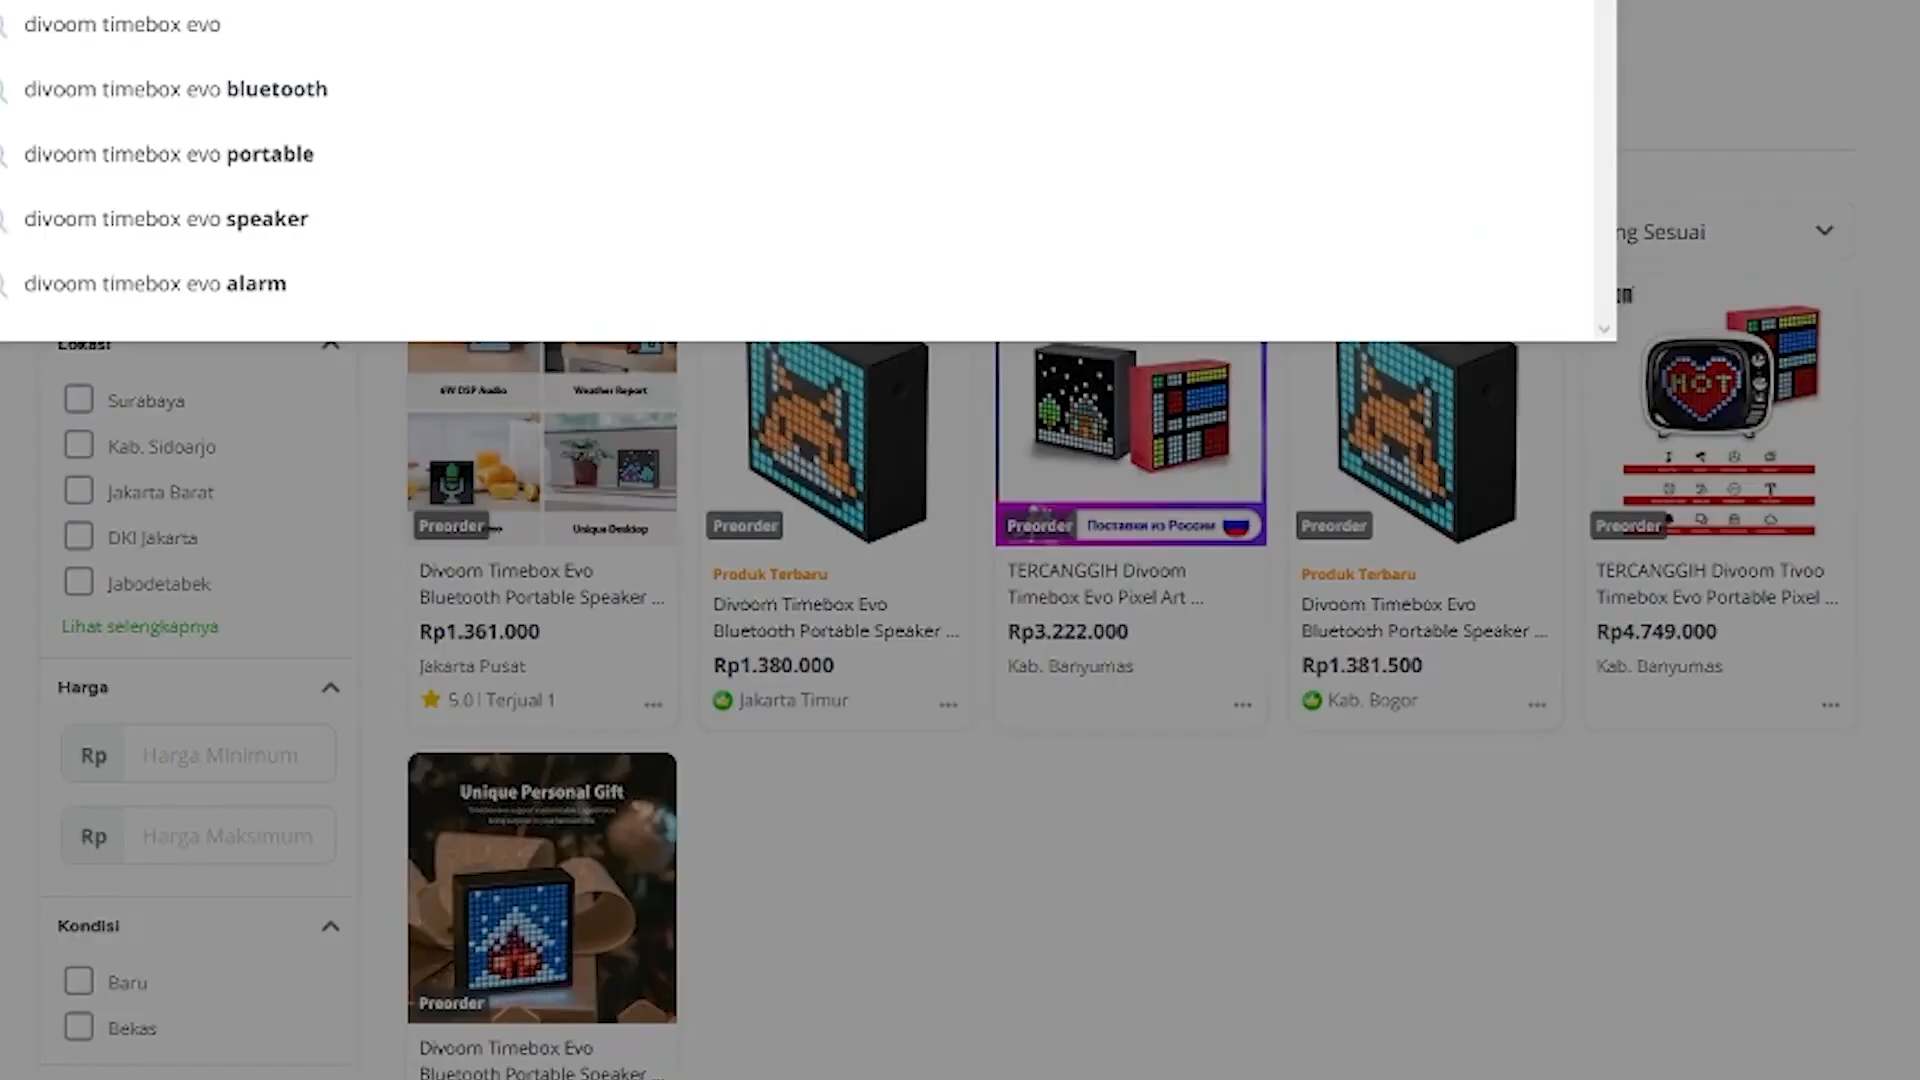 divoom timebox evo
divoom timebox evo bluetooth
divoom timebox evo portable
divoom timebox evo speaker
divoom timebox evo alarm
ng Sesuai
Lokasi
Surabaya
Kab. Sidoarjo
Jakarta Barat
DKI Jakarta
Jabodetabek
Lihat selengkapnya
Harga
Rp Harga Minimum
Rp Harga Maksimum
Kondisi
Baru
Bekas
6W DSP Audio
Weather Report
Unique Desktop
Preorder
Divoom Timebox Evo
Bluetooth Portable Speaker ...
Rp1.361.000
Jakarta Pusat
5.0 | Terjual 1
Preorder
Produk Terbaru
Divoom Timebox Evo
Bluetooth Portable Speaker ...
Rp1.380.000
Jakarta Timur
Preorder
Поставки из России
TERCANGGIH Divoom
Timebox Evo Pixel Art ...
Rp3.222.000
Kab. Banyumas
Preorder
Produk Terbaru
Divoom Timebox Evo
Bluetooth Portable Speaker ...
Rp1.381.500
Kab. Bogor
HOT
Preorder
TERCANGGIH Divoom Tivoo
Timebox Evo Portable Pixel ...
Rp4.749.000
Kab. Banyumas
Unique Personal Gift
Preorder
Divoom Timebox Evo
Bluetooth Portable Speaker ...